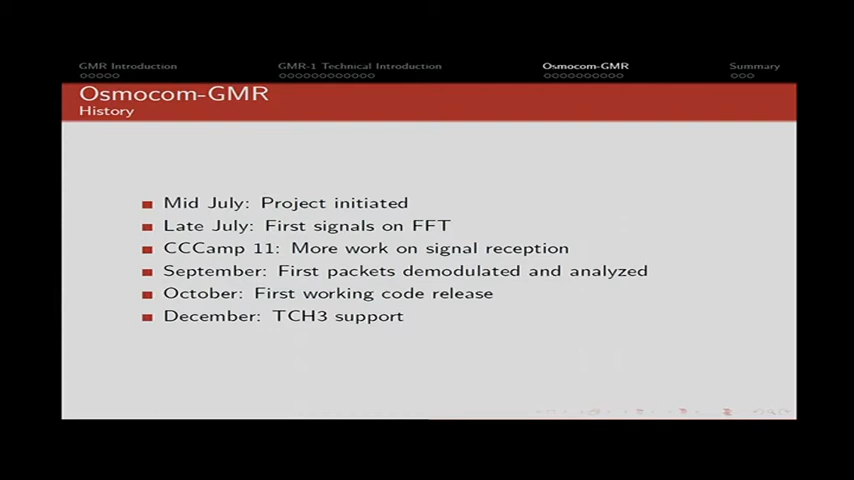 GMR Introduction
GMR-1 Technical Introduction
Osmocom-GMR
Summary
Osmocom-GMR
History
Mid July: Project initiated
Late July: First signals on FFT
CCCamp 11: More work on signal reception
September: First packets demodulated and analyzed
October: First working code release
December: TCH3 support